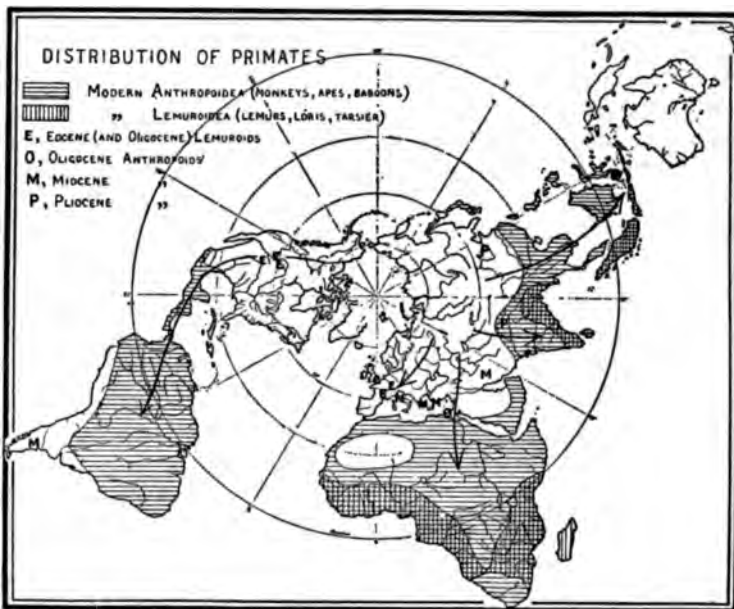 DISTRIBUTION OF PRIMATES
MODERN ANTHROPOIDEA (MONKEYS, APES, BABOONS)
" LEMUROIDEA (LEMURS, LÓRIS, TARSIER)
E, EOCENE (AND OLIGOCENE) LEMUROIDS
O, OLIGOCENE ANTHROPOIDS
M, MIOCENE "
P, PLIOCENE "
E
E
M
M
M
M
M
O